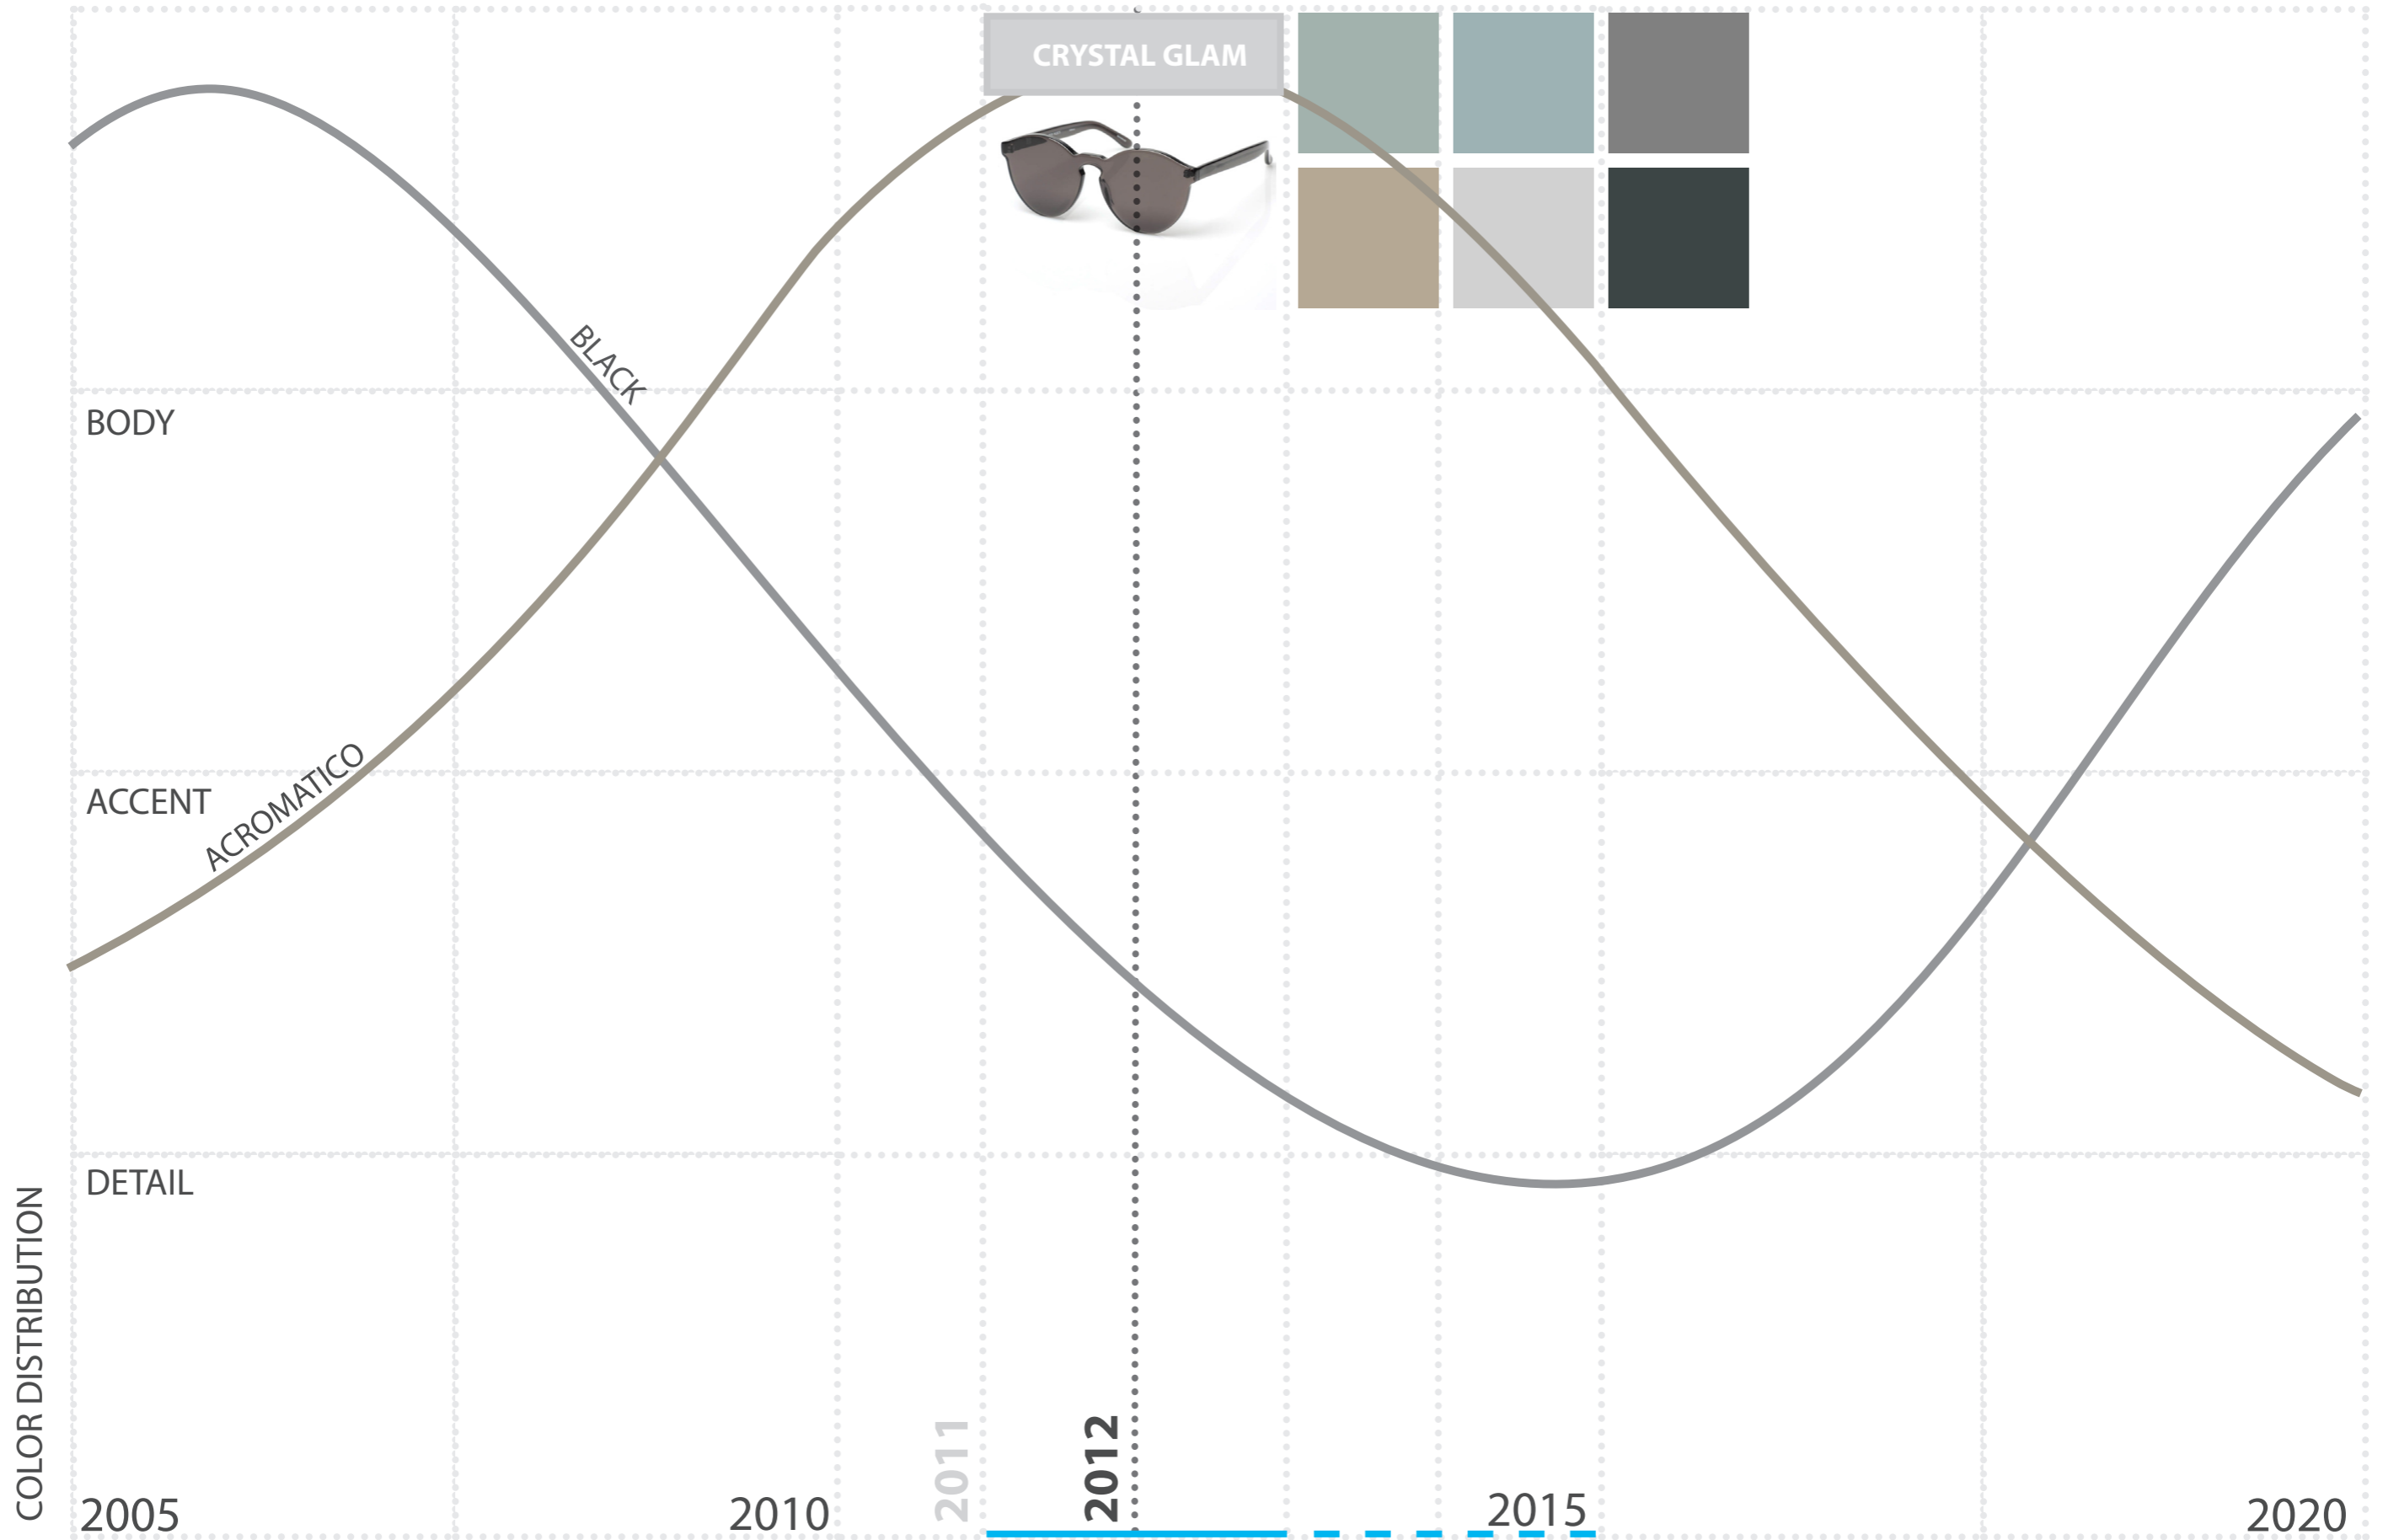 CRYSTAL GLAM
BLACK
BODY
ACROMATICO
ACCENT
DETAIL
COLOR DISTRIBUTION
2005
2010
2011
2012
2015
2020